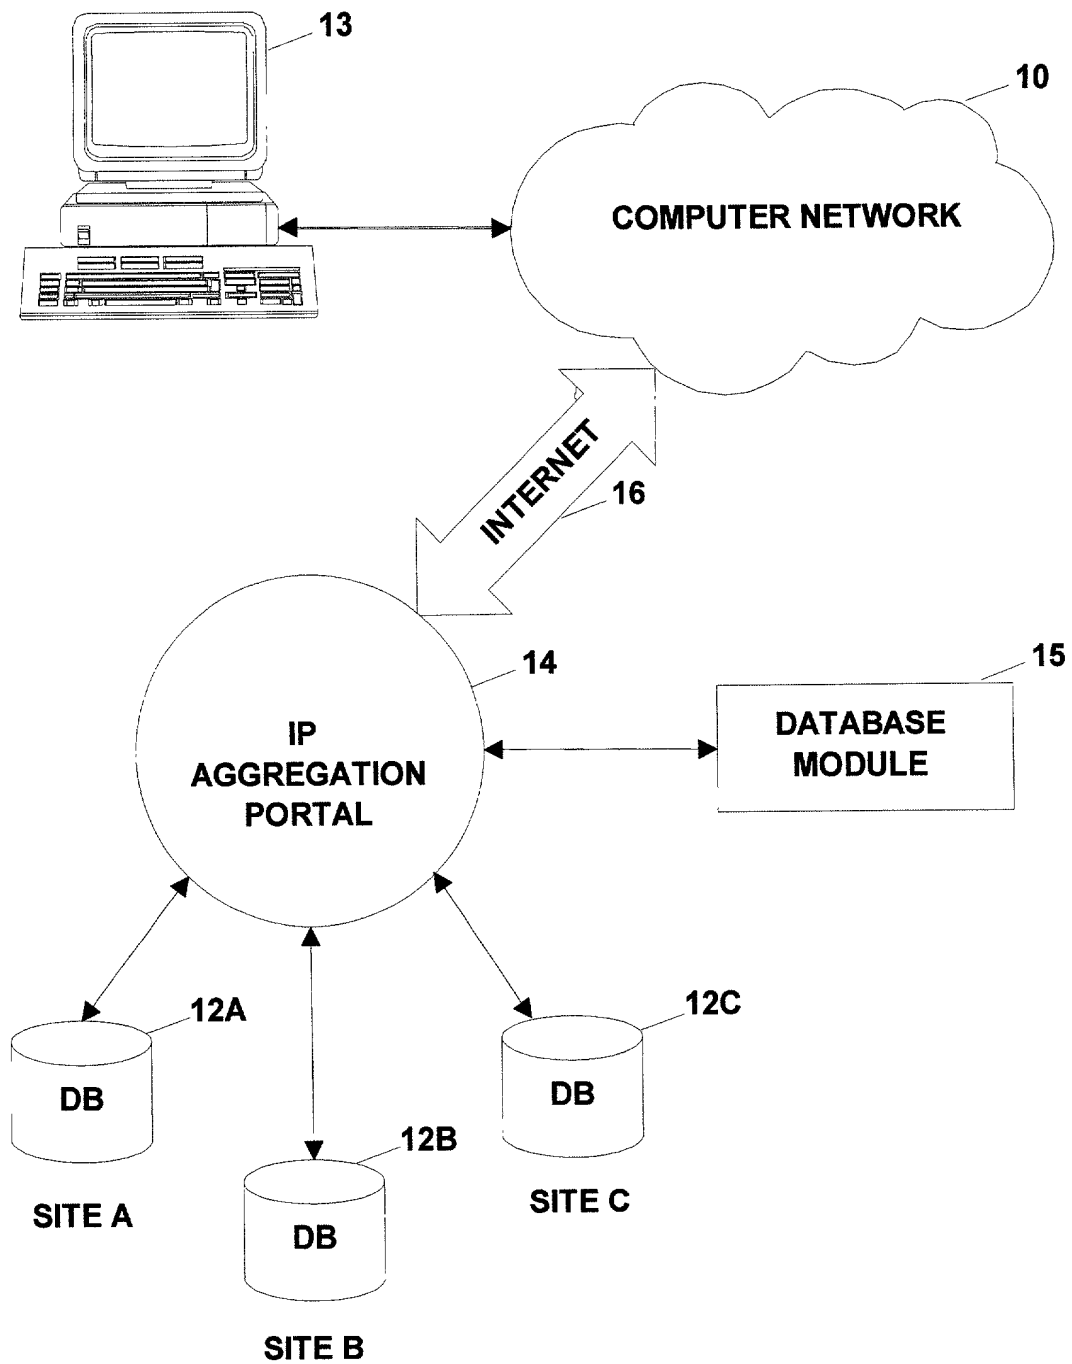 13
10
COMPUTER NETWORK
INTERNET
16
14
15
IP
AGGREGATION
PORTAL
DATABASE
MODULE
12A
12C
DB
DB
12B
SITE A
SITE C
DB
SITE B